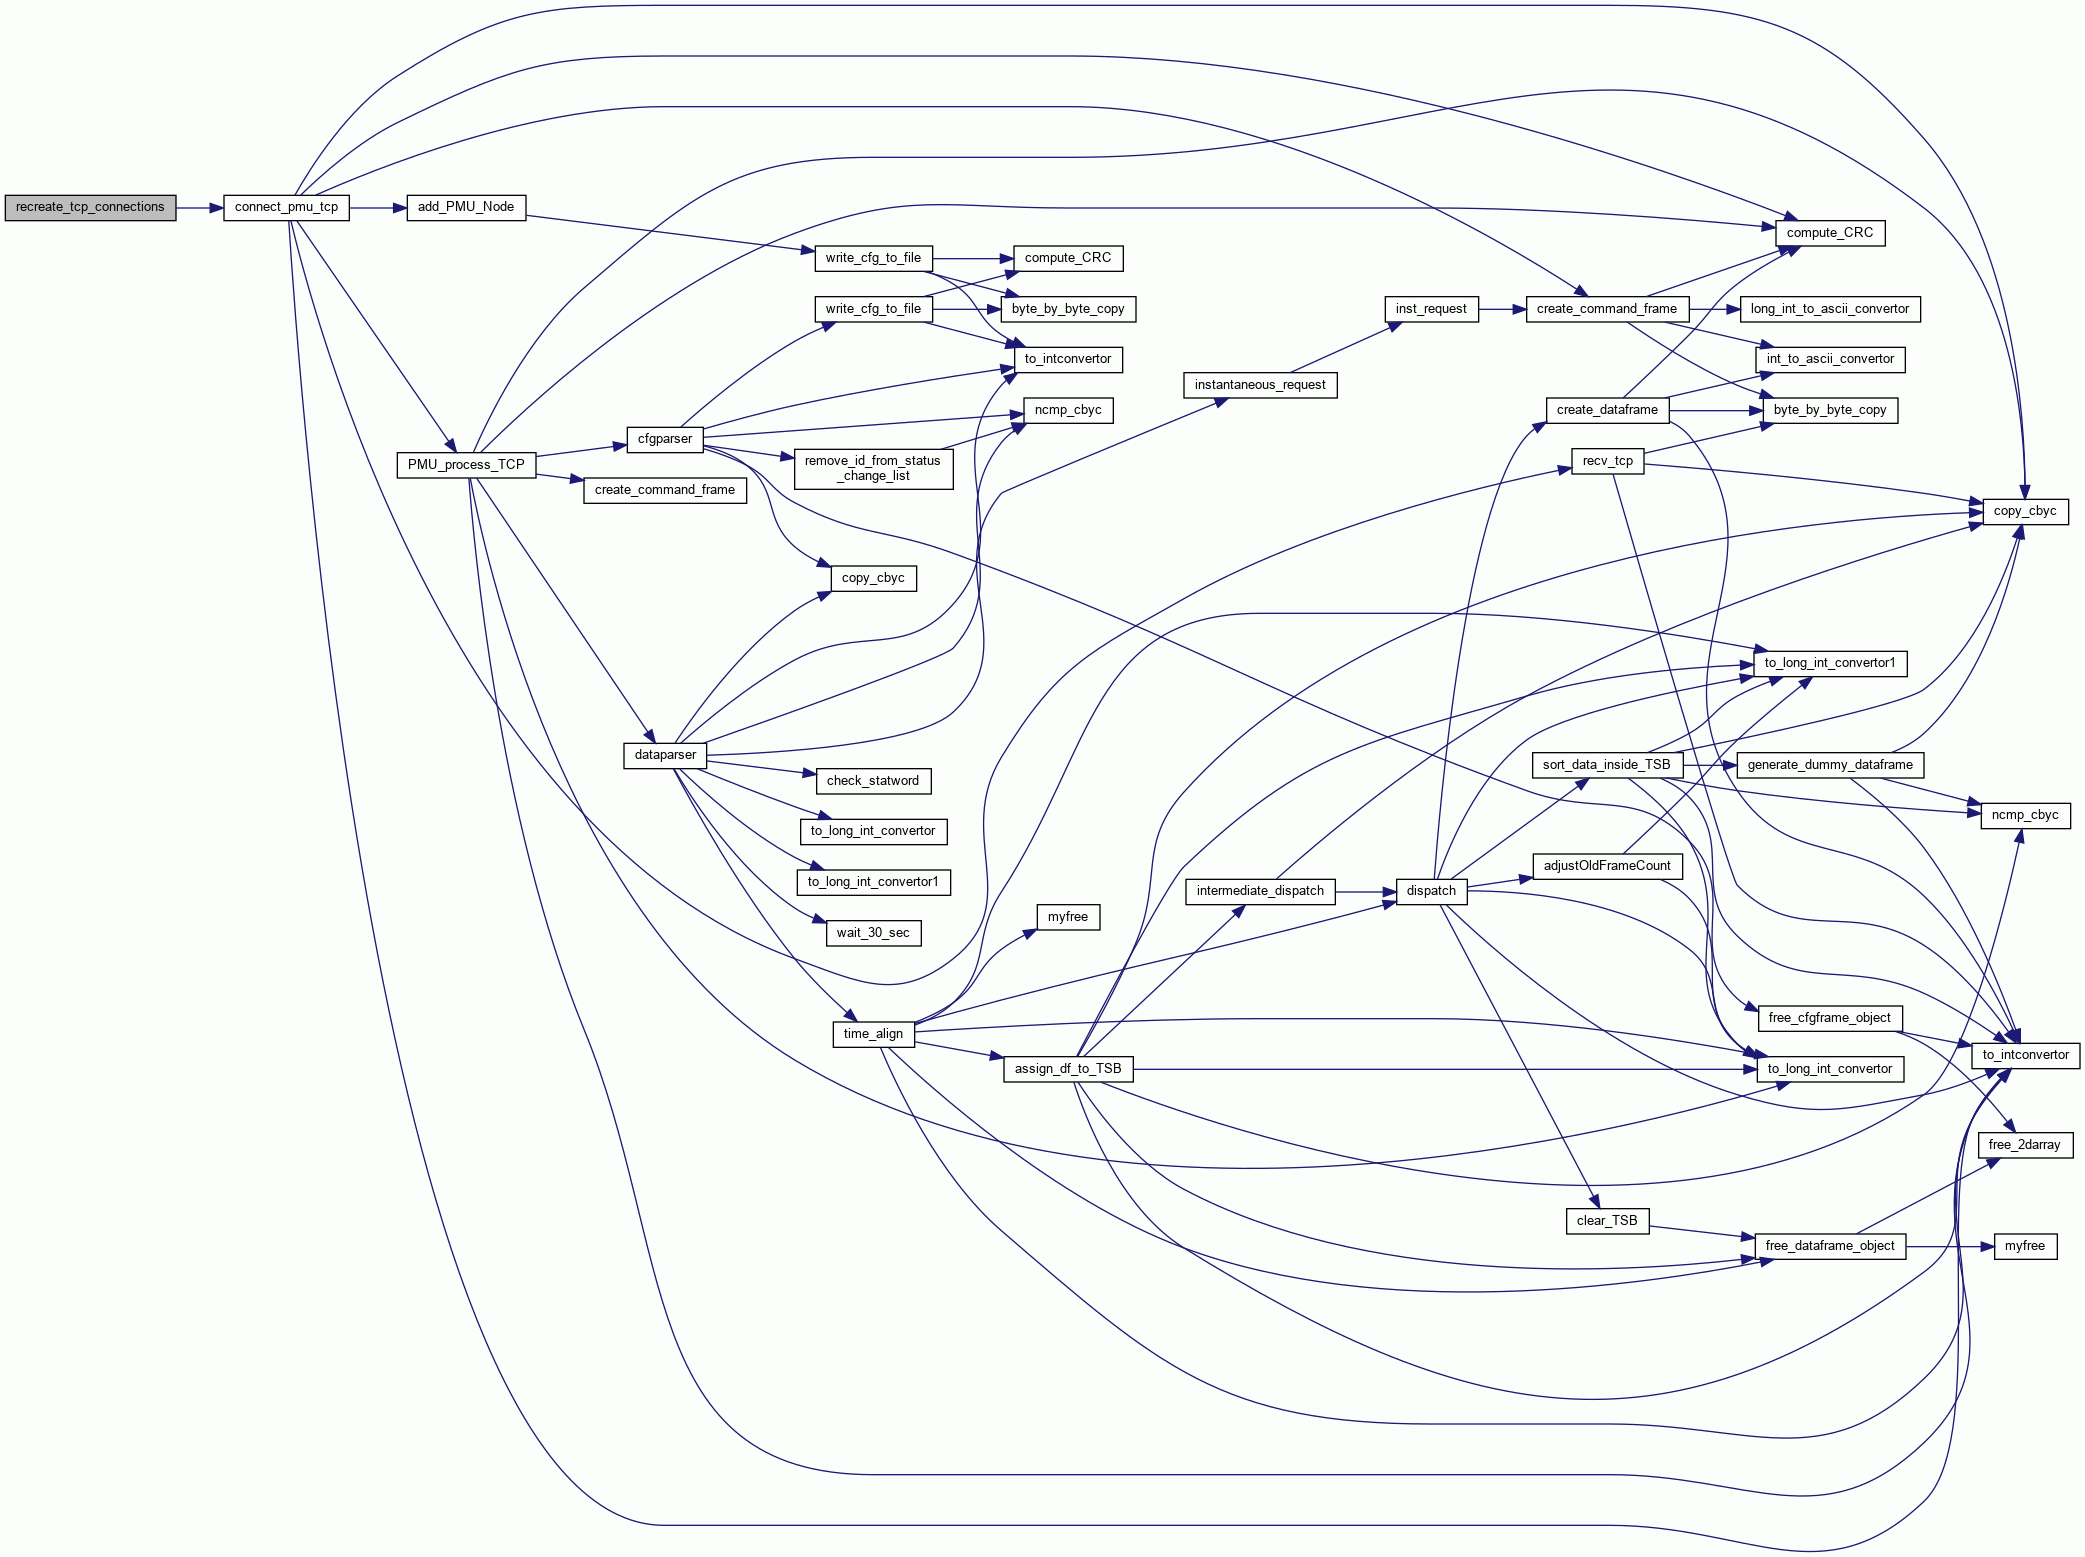 recreate_tcp_connections
connect_pmu_tcp
add_PMU_Node
PMU_process_TCP
write_cfg_to_file
write_cfg_to_file
cfgparser
remove_id_from_status
_change_list
create_command_frame
copy_cbyc
dataparser
check_statword
to_long_int_convertor
to_long_int_convertor1
wait_30_sec
time_align
compute_CRC
byte_by_byte_copy
to_intconvertor
ncmp_cbyc
myfree
assign_df_to_TSB
instantaneous_request
intermediate_dispatch
inst_request
dispatch
create_command_frame
create_dataframe
recv_tcp
sort_data_inside_TSB
adjustOldFrameCount
clear_TSB
compute_CRC
long_int_to_ascii_convertor
int_to_ascii_convertor
byte_by_byte_copy
to_long_int_convertor1
generate_dummy_dataframe
free_cfgframe_object
to_long_int_convertor
free_dataframe_object
copy_cbyc
ncmp_cbyc
to_intconvertor
free_2darray
myfree